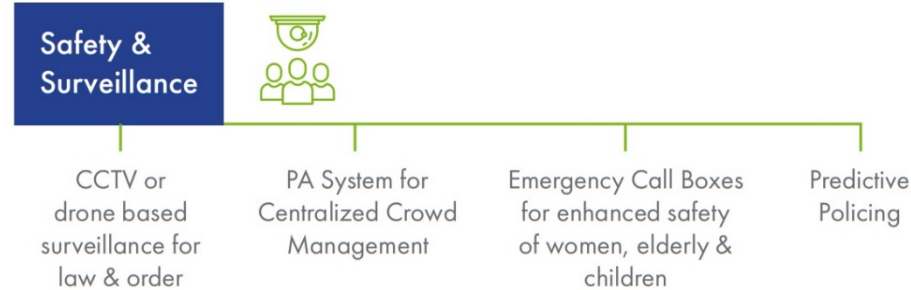 Safety &
Surveillance
CCTV or
drone based
surveillance for
law & order
PA System for
Centralized Crowd
Management
Emergency Call Boxes
for enhanced safety
of women, elderly &
children
Predictive
Policing